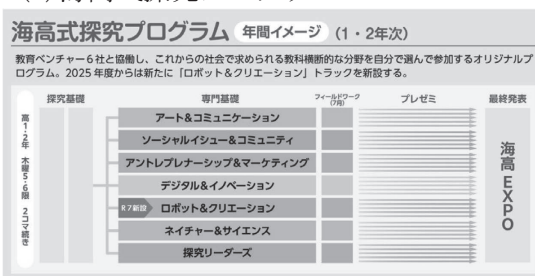 海高式探究プログラム 年間イメージ (1・2年次)
教育ベンチャー6社と協働し、これからの社会で求められる教科横断的な分野を自分で選んで参加するオリジナルプ
ログラム。2025年度からは新たに「ロボット&クリエーション」トラックを新設する。
探究基礎 専門基礎 フィールドワーク(7月) プレゼミ 最終発表
高1・2年 木曜5・6限 2コマ続き
アート&コミュニケーション
ソーシャルイシュー&コミュニティ
アントレプレナーシップ&マーケティング
デジタル&イノベーション
R7新設 ロボット&クリエーション
ネイチャー&サイエンス
探究リーダーズ
海高EXPO